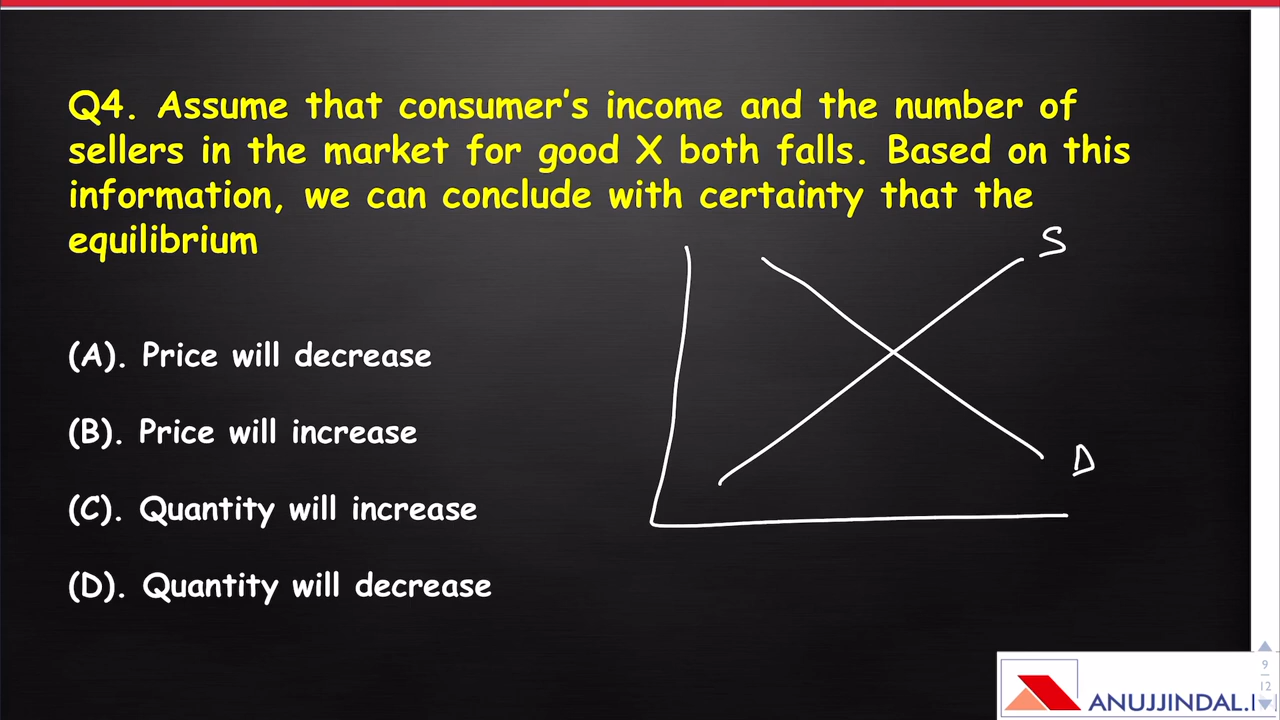 Q4. Assume that consumer's income and the number of
sellers in the market for good X both falls. Based on this
information, we can conclude with certainty that the
equilibrium
S
(A). Price will decrease
(B). Price will increase
D
(C). Quantity will increase
(D). Quantity will decrease
9
12
ANUJJINDAL.I